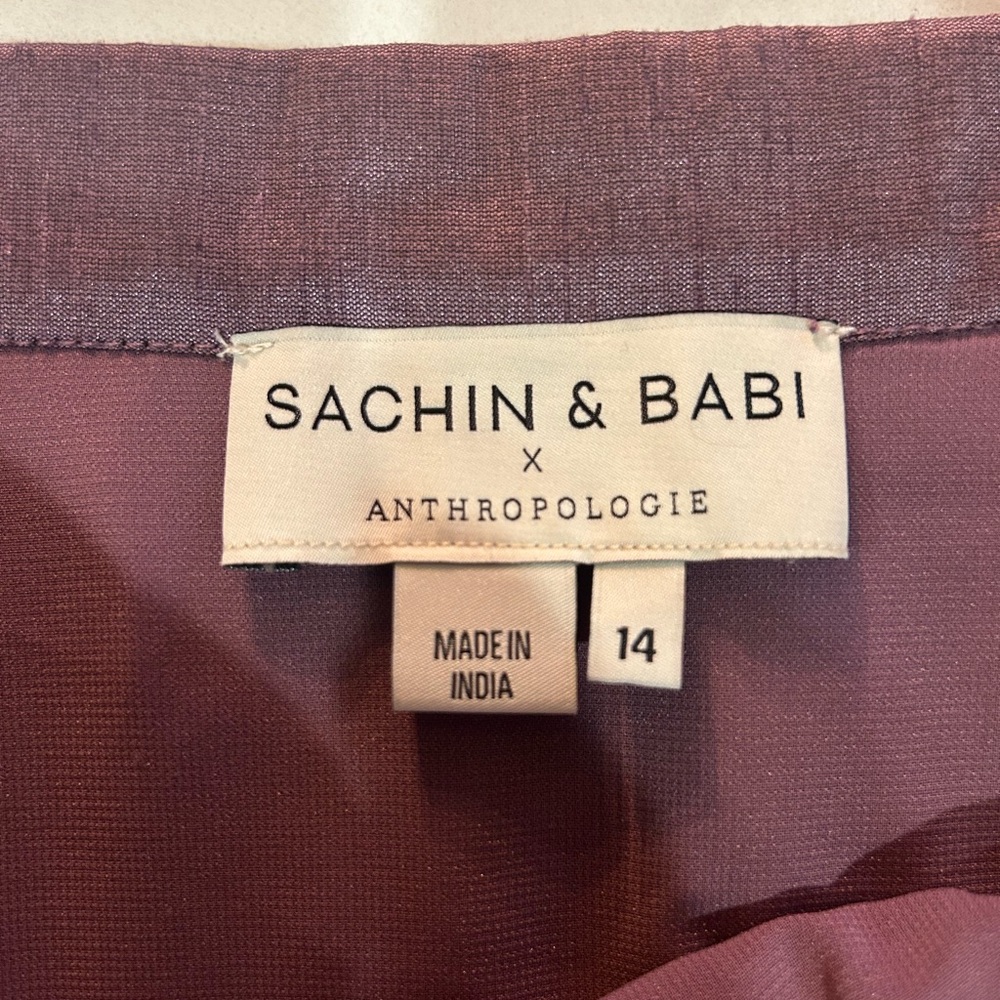 SACHIN & BABI
X
ANTHROPOLOGIE
MADE IN
INDIA
14